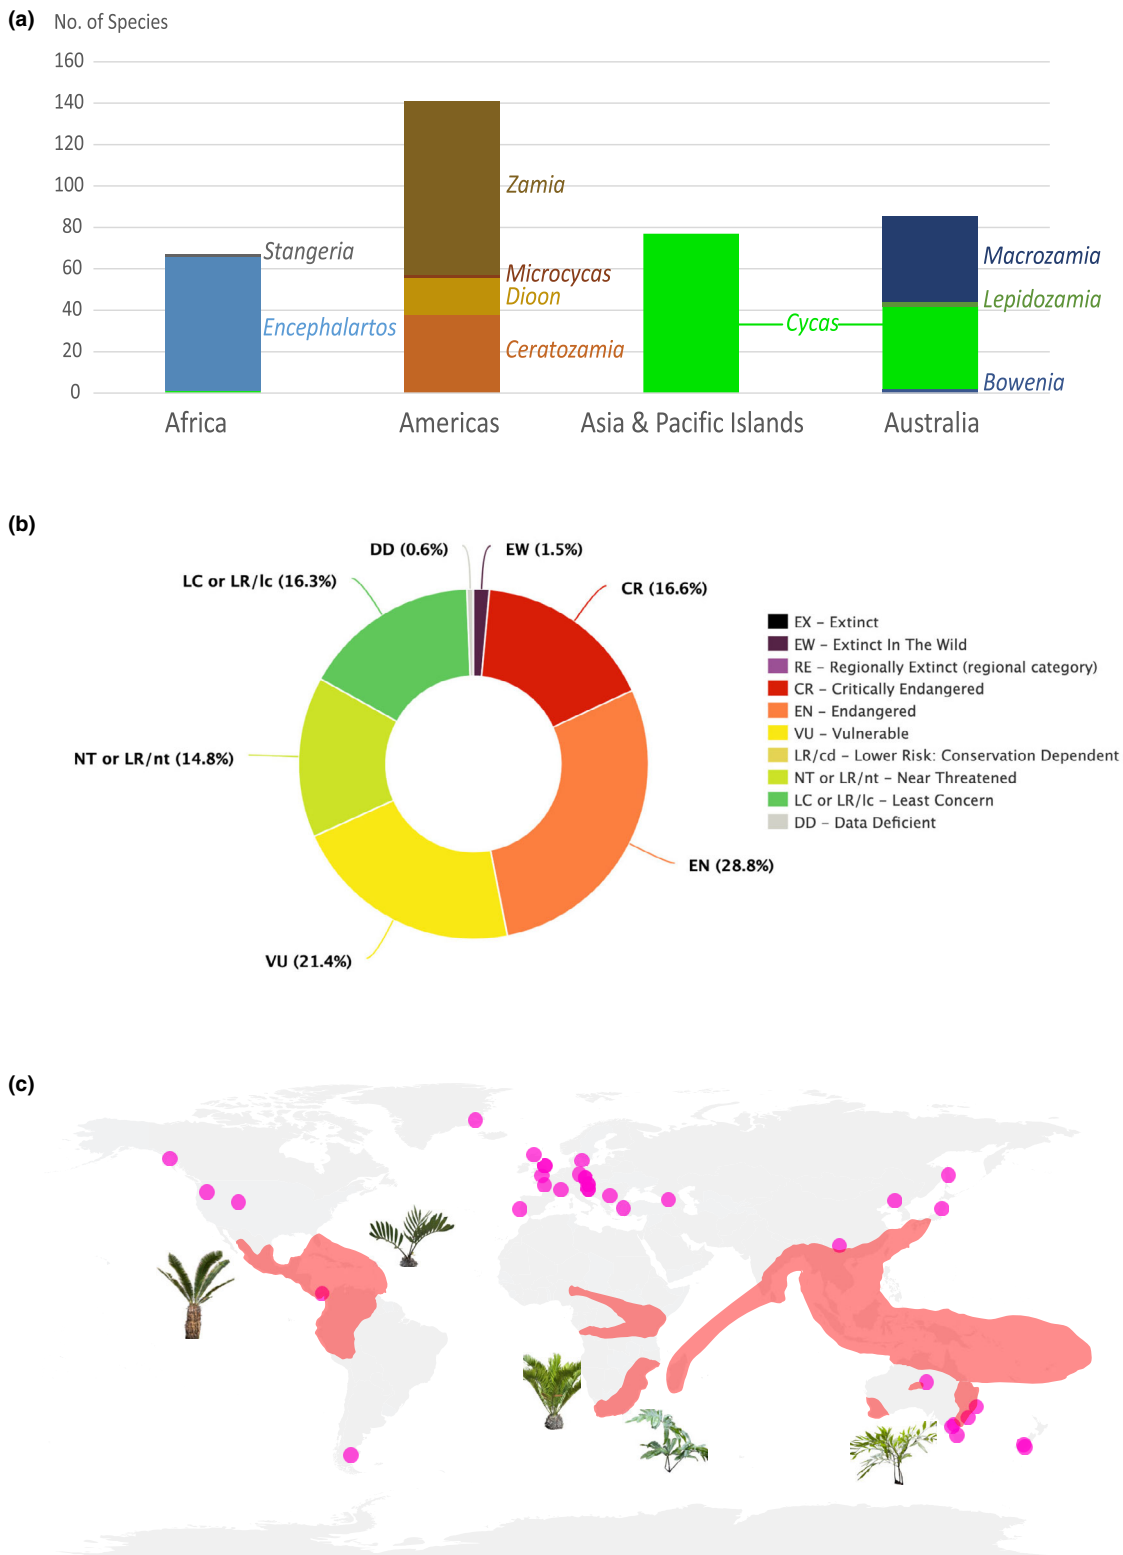 (a) No. of Species
160
140
120
100
80
60
40
20
0
Zamia
Stangeria
Microcycas
Dioon
Encephalartos
Ceratozamia
Cycas
Macrozamia
Lepidozamia
Bowenia
Africa
Americas
Asia & Pacific Islands
Australia
(b)
DD (0.6%)
EW (1.5%)
LC or LR/lc (16.3%)
CR (16.6%)
NT or LR/nt (14.8%)
EN (28.8%)
VU (21.4%)
EX – Extinct
EW – Extinct In The Wild
RE – Regionally Extinct (regional category)
CR – Critically Endangered
EN – Endangered
VU – Vulnerable
LR/cd – Lower Risk: Conservation Dependent
NT or LR/nt – Near Threatened
LC or LR/lc – Least Concern
DD – Data Deficient
(c)